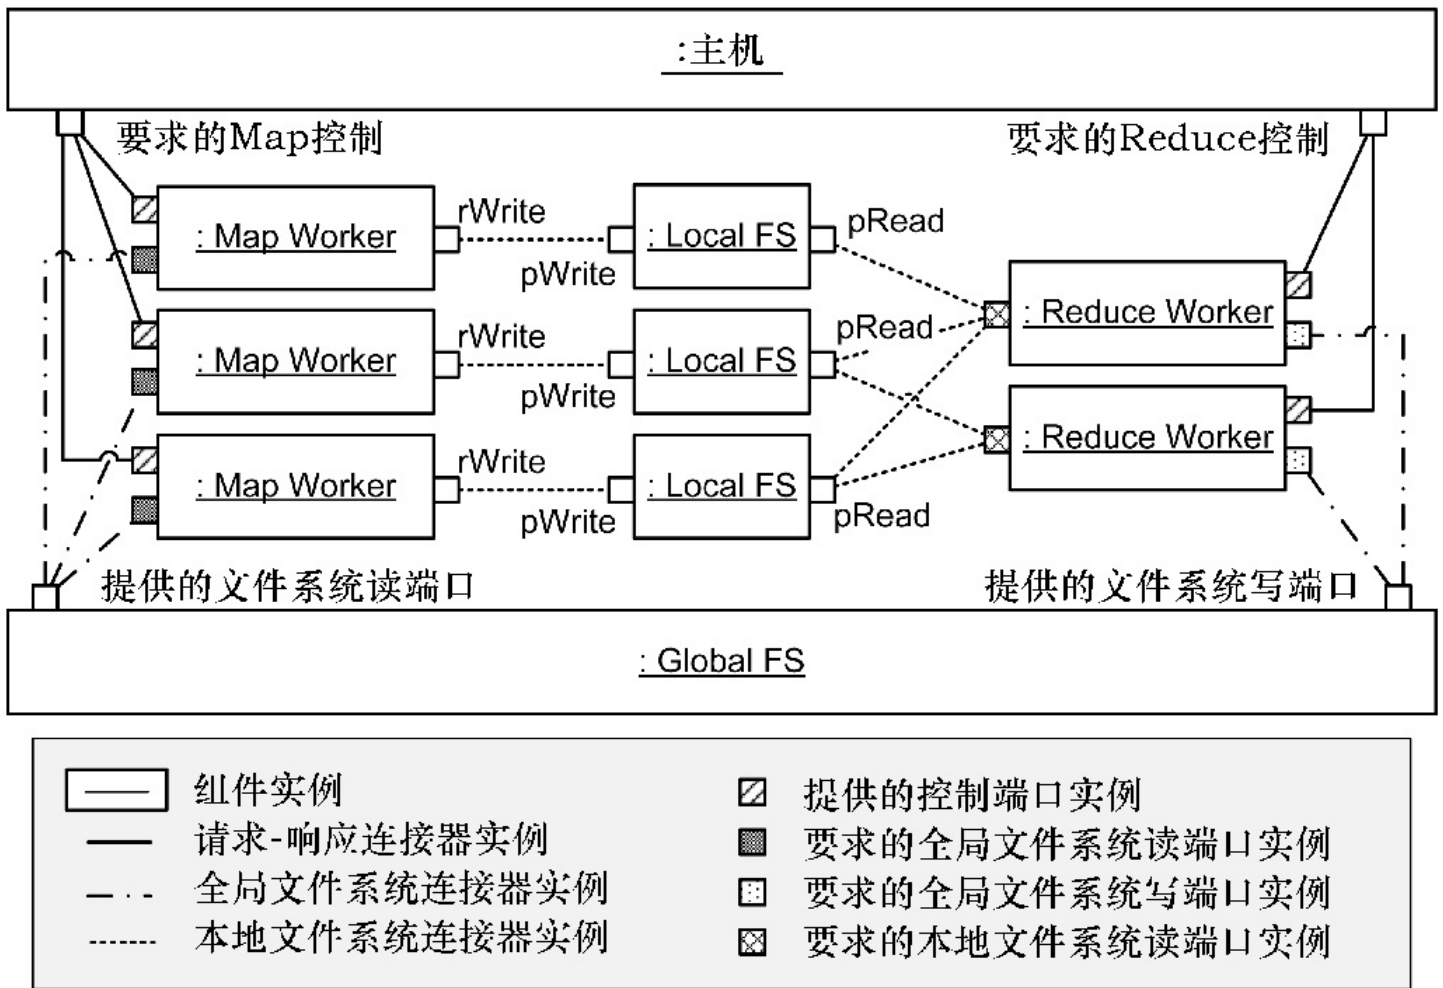 :主机
要求的Map控制
要求的Reduce控制
: Map Worker
rWrite
pWrite
: Local FS
pRead
: Map Worker
rWrite
pWrite
: Local FS
pRead
: Reduce Worker
: Map Worker
rWrite
pWrite
: Local FS
pRead
: Reduce Worker
提供的文件系统读端口
提供的文件系统写端口
: Global FS
组件实例
请求-响应连接器实例
全局文件系统连接器实例
本地文件系统连接器实例
提供的控制端口实例
要求的全局文件系统读端口实例
要求的全局文件系统写端口实例
要求的本地文件系统读端口实例